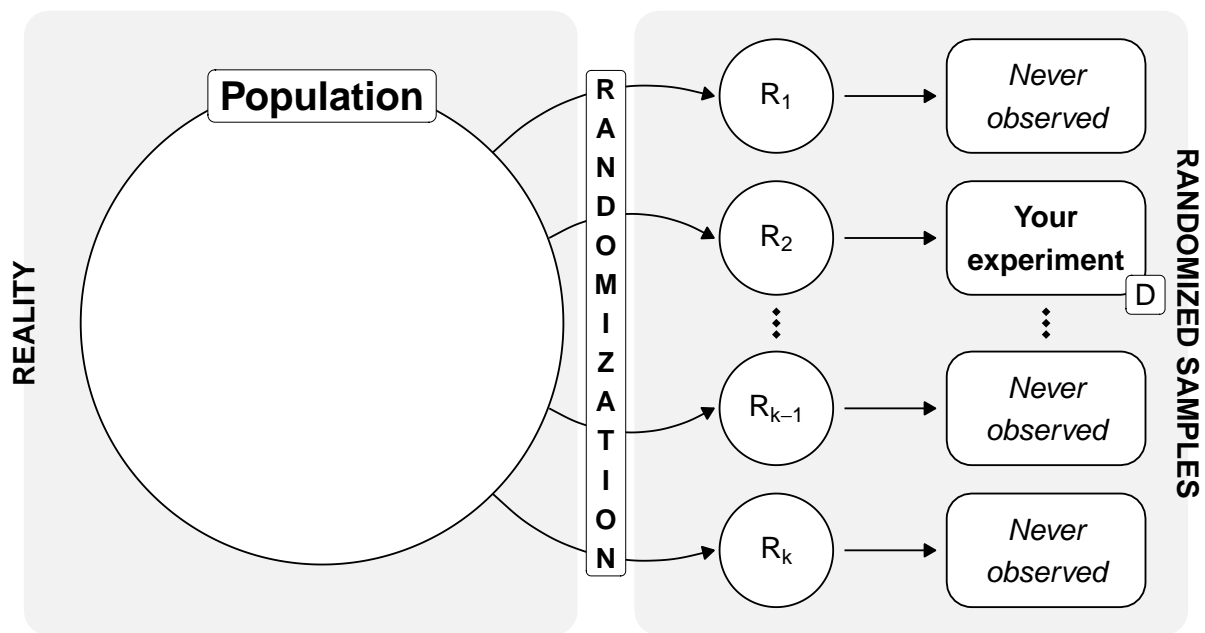 REALITY
Population
RANDOMIZATION
R1
Never
observed
R2
Your
experiment
D
Rk−1
Never
observed
Rk
Never
observed
RANDOMIZED SAMPLES